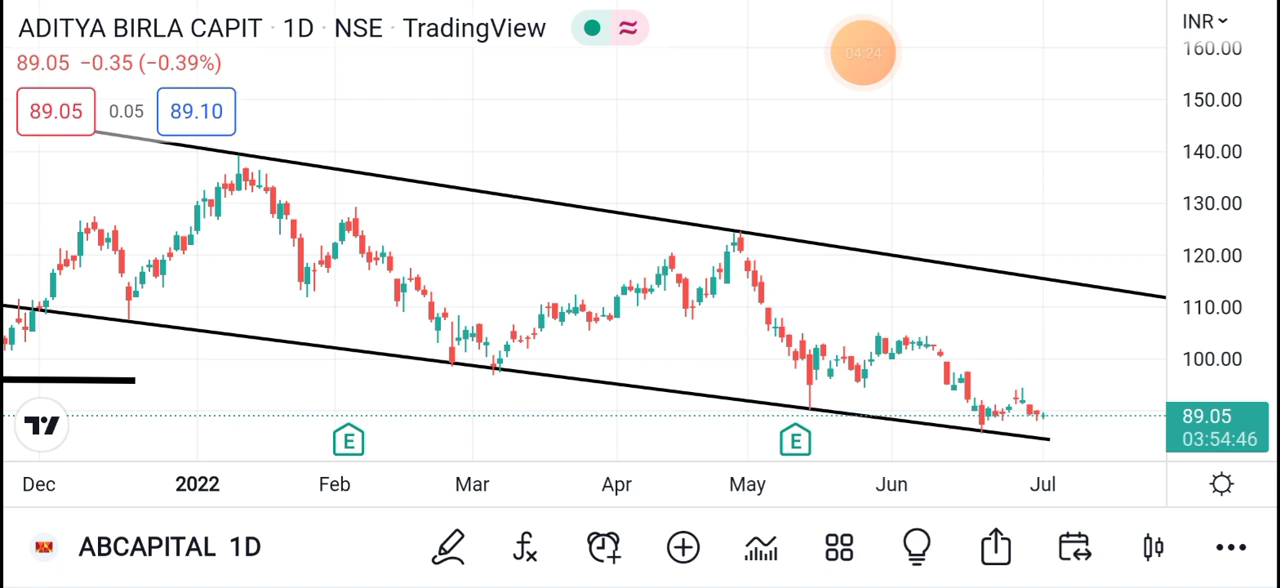 ADITYA BIRLA CAPIT · 1D · NSE · TradingView
INR
89.05 −0.35 (−0.39%)
04:24
160.00
89.05 0.05 89.10
150.00
140.00
130.00
120.00
110.00
100.00
89.05
03:54:46
E E
Dec 2022 Feb Mar Apr May Jun Jul
ABCAPITAL 1D